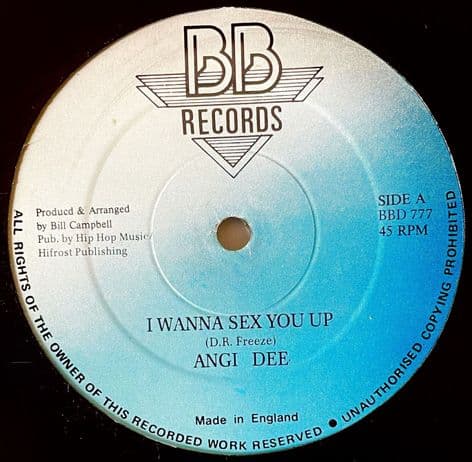 BB
RECORDS
Producd & Arranged
by Bill Campbell
Pub. by Hip Hop Music/
Hifrost Publishing
SIDE A
BBD 777
45 RPM
I WANNA SEX YOU UP
(D.R. Freeze)
ANGI DEE
Made in England
ALL RIGHTS OF THE OWNER OF THIS RECORDED WORK RESERVED ● UNAUTHORISED COPYING PROHIBITED